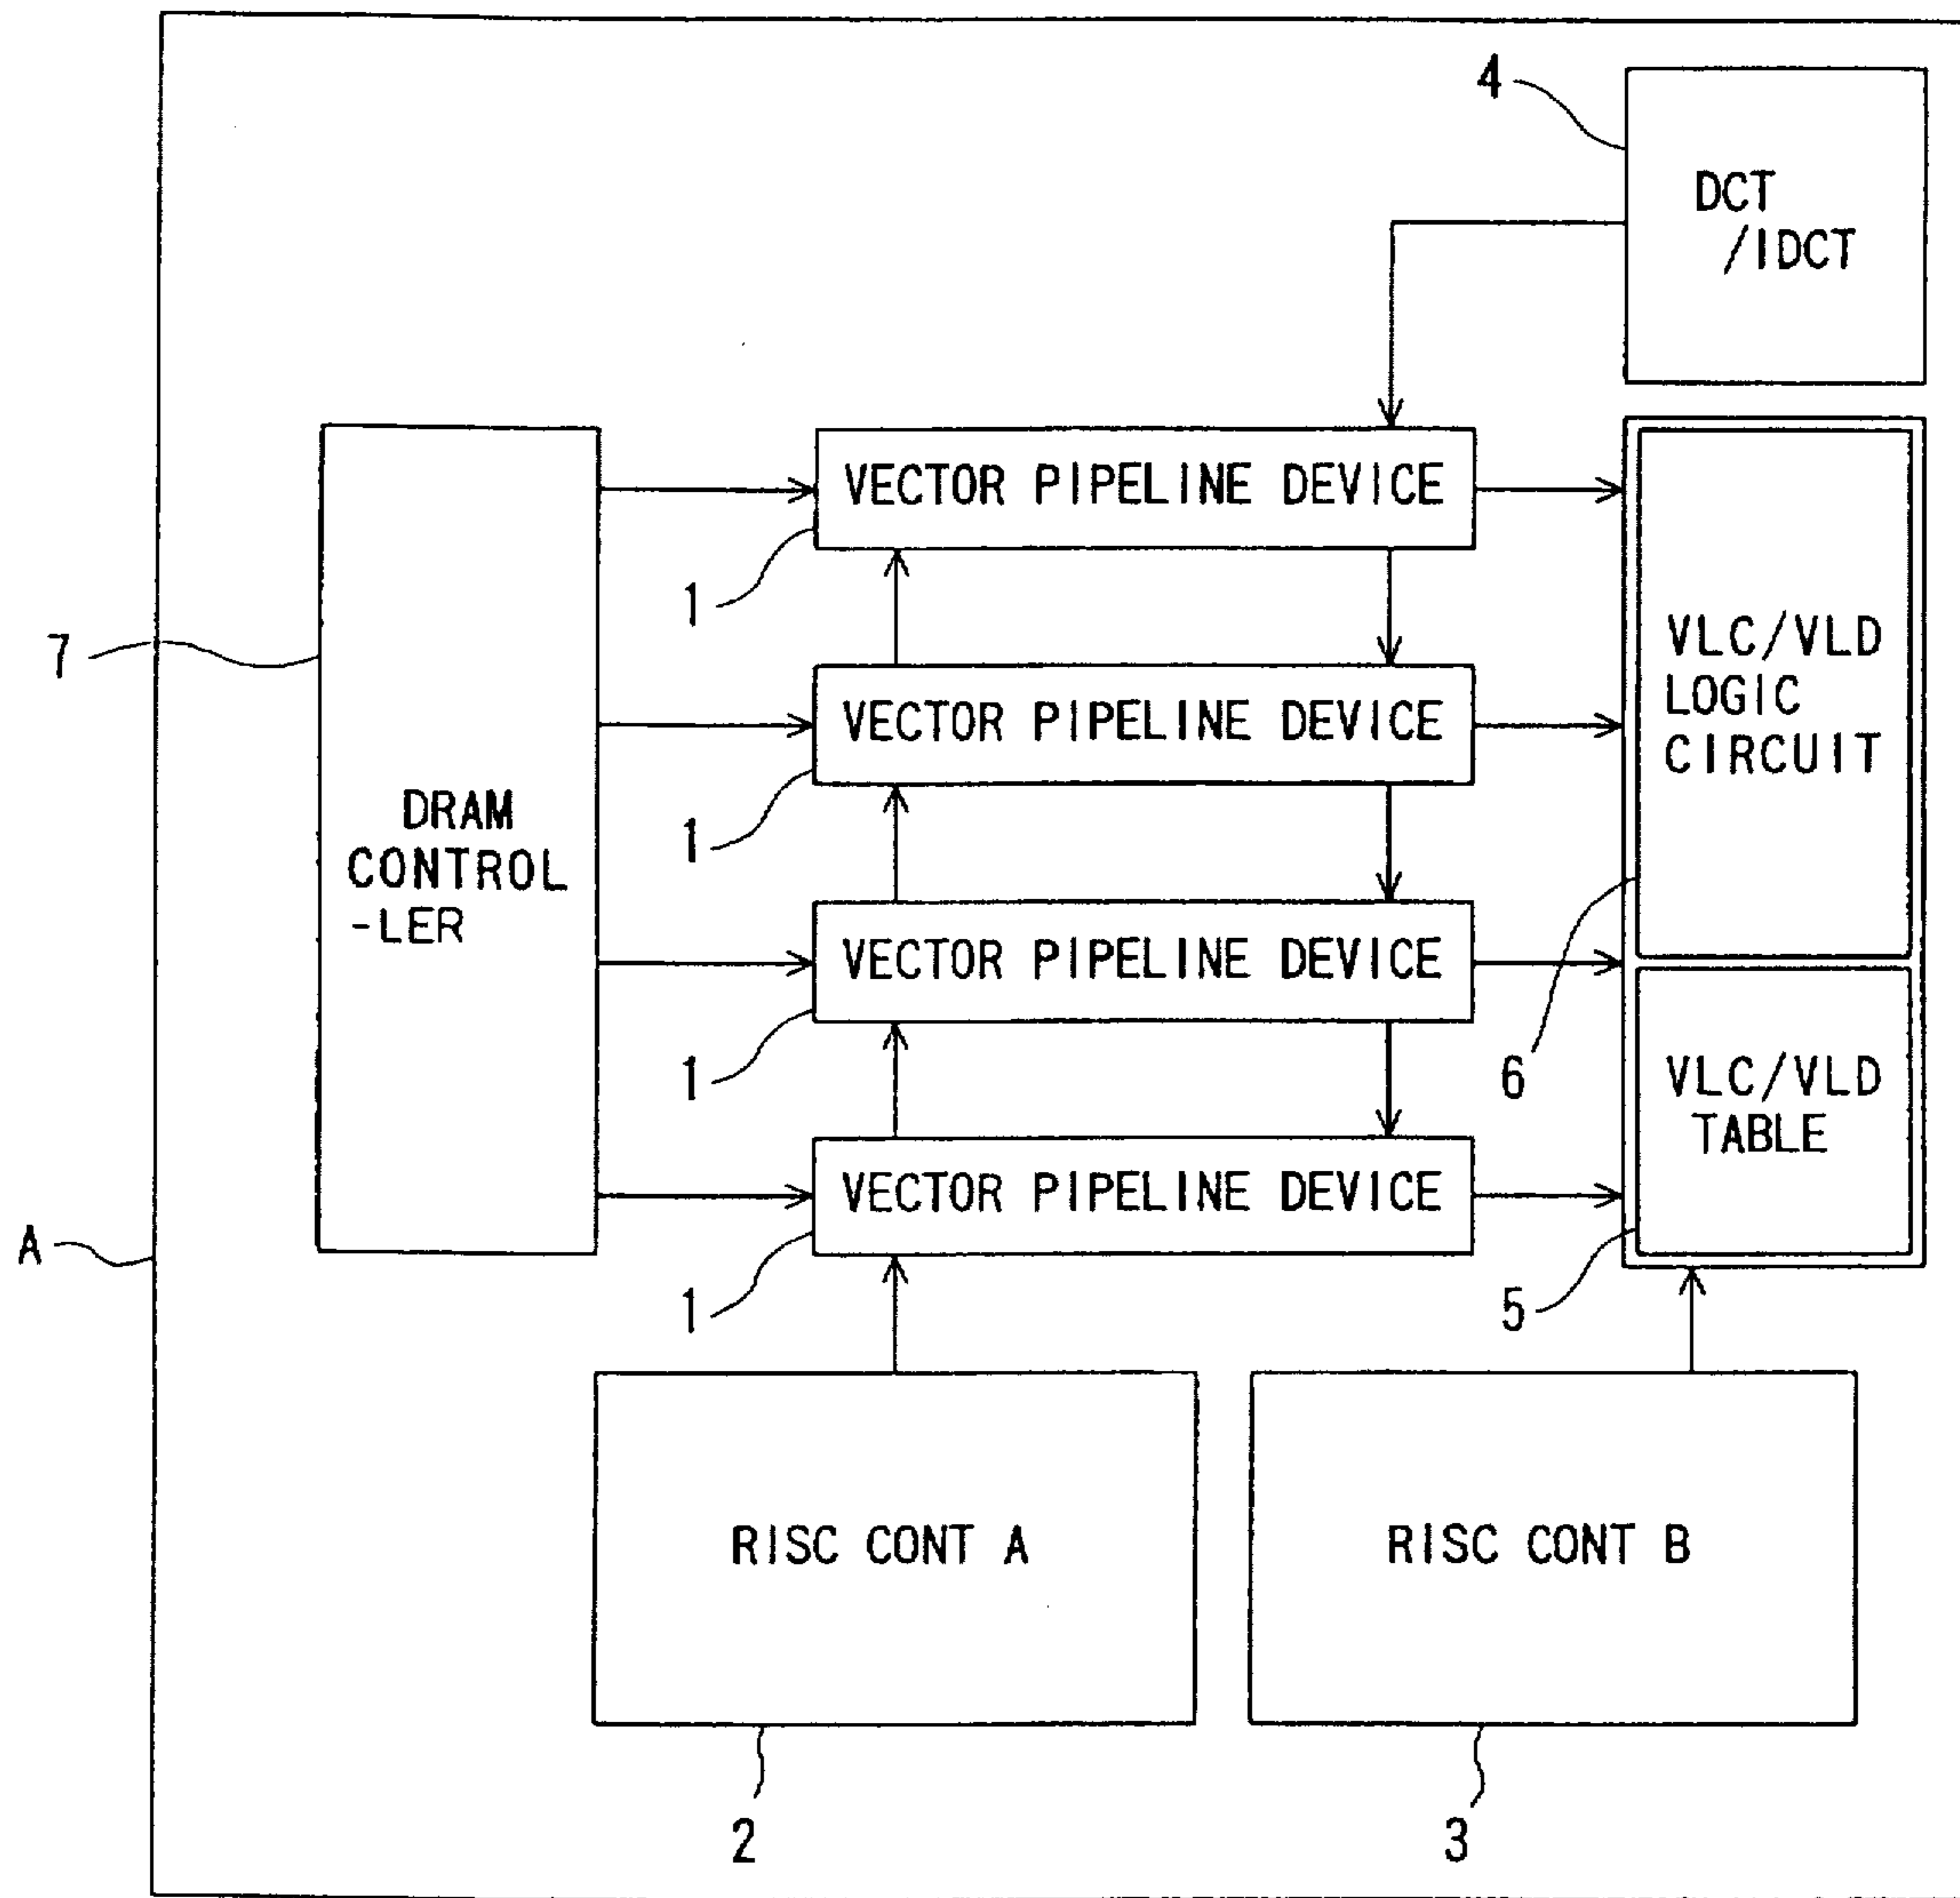 4
DCT
/IDCT
VECTOR PIPELINE DEVICE
1
7
VLC/VLD
LOGIC
CIRCUIT
VECTOR PIPELINE DEVICE
1
DRAM
CONTROL
-LER
VECTOR PIPELINE DEVICE
1
6
VLC/VLD
TABLE
VECTOR PIPELINE DEVICE
A
1
5
RISC CONT A
RISC CONT B
2
3